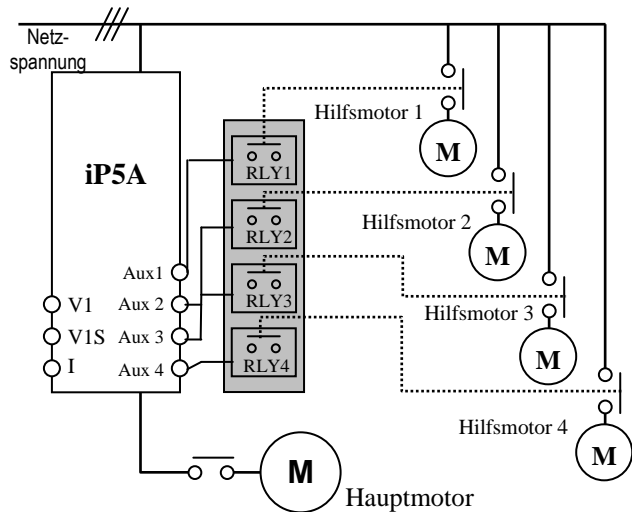 Netz-
spannung
iP5A
Aux1
Aux 2
Aux 3
Aux 4
V1
V1S
I
RLY1
RLY2
RLY3
RLY4
Hilfsmotor 1
M
Hilfsmotor 2
M
Hilfsmotor 3
M
Hilfsmotor 4
M
M
Hauptmotor